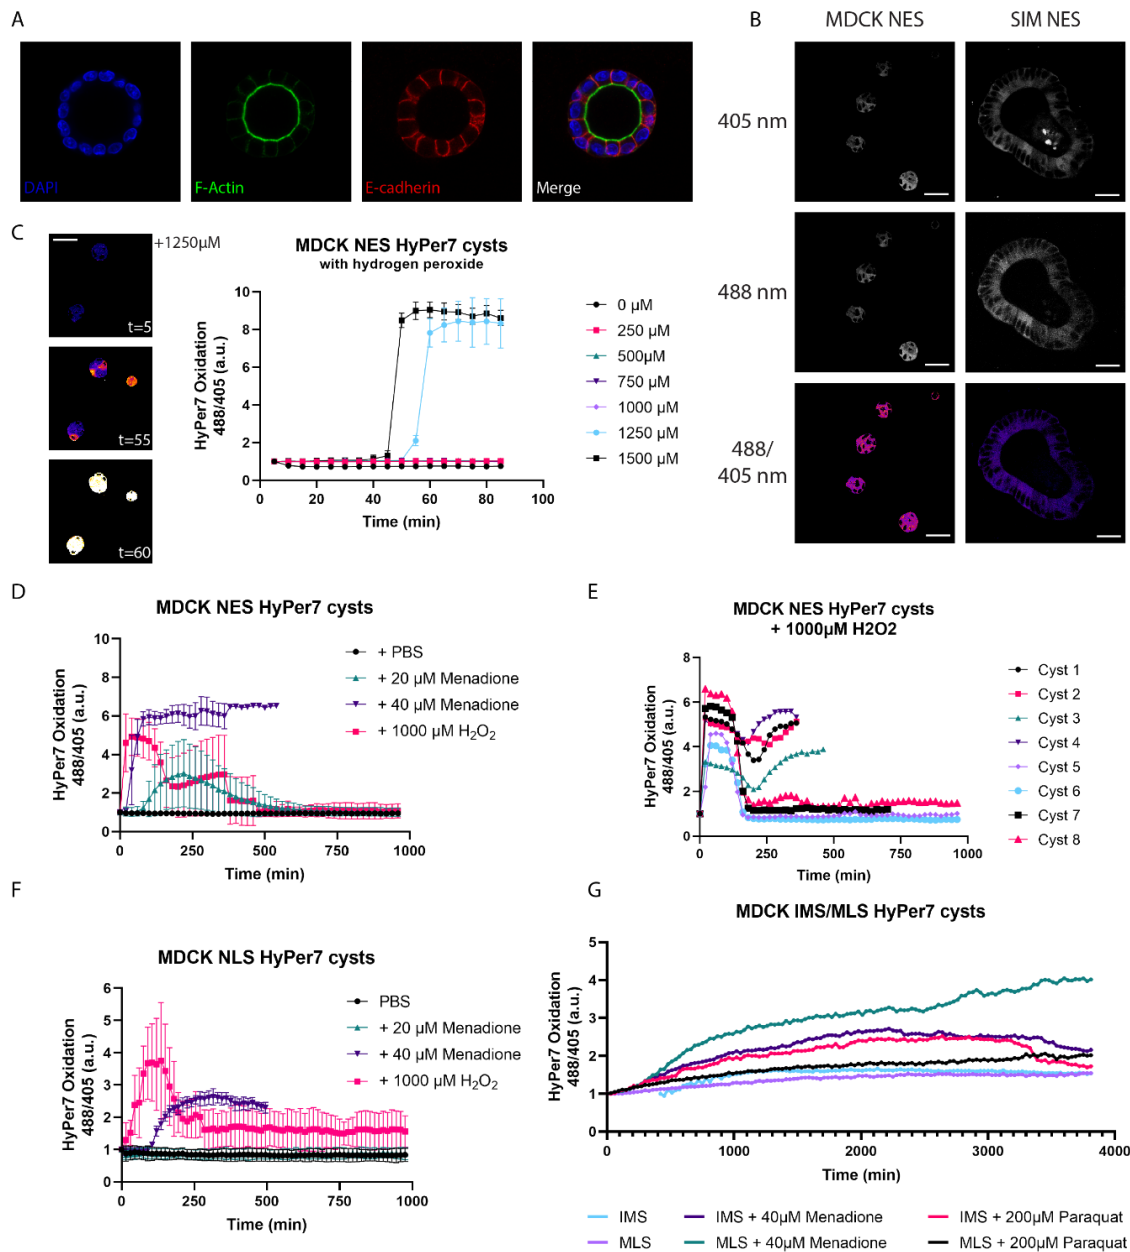 A
DAPI
F-Actin
E-cadherin
Merge
B
MDCK NES
SIM NES
405 nm
488 nm
488/
405 nm
C
+1250µM
t=5
t=55
t=60
MDCK NES HyPer7 cysts
with hydrogen peroxide
HyPer7 Oxidation
488/405 (a.u.)
10
8
6
4
2
0
0
20
40
60
80
100
Time (min)
0 µM
250 µM
500µM
750 µM
1000 µM
1250 µM
1500 µM
D
MDCK NES HyPer7 cysts
HyPer7 Oxidation
488/405 (a.u.)
10
8
6
4
2
0
0
250
500
750
1000
Time (min)
+ PBS
+ 20 µM Menadione
+ 40 µM Menadione
+ 1000 µM H₂O₂
E
MDCK NES HyPer7 cysts
+ 1000µM H2O2
HyPer7 Oxidation
488/405 (a.u.)
8
6
4
2
0
0
250
500
750
1000
Time (min)
Cyst 1
Cyst 2
Cyst 3
Cyst 4
Cyst 5
Cyst 6
Cyst 7
Cyst 8
F
MDCK NLS HyPer7 cysts
HyPer7 Oxidation
488/405 (a.u.)
6
5
4
3
2
1
0
0
250
500
750
1000
Time (min)
PBS
+ 20 µM Menadione
+ 40 µM Menadione
+ 1000 µM H₂O₂
G
MDCK IMS/MLS HyPer7 cysts
HyPer7 Oxidation
488/405 (a.u.)
5
4
3
2
1
0
0
1000
2000
3000
4000
Time (min)
IMS
IMS + 40µM Menadione
IMS + 200µM Paraquat
MLS
MLS + 40µM Menadione
MLS + 200µM Paraquat